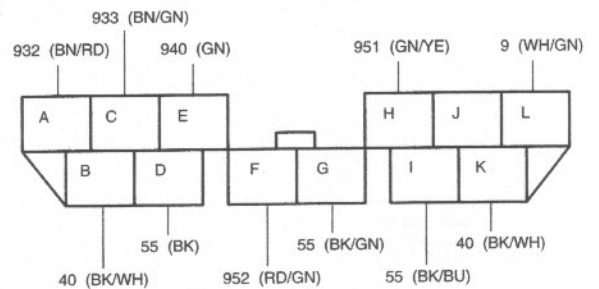 933 (BN/GN)
932 (BN/RD)
940 (GN)
951 (GN/YE)
9 (WH/GN)
A
C
E
H
J
L
B
D
F
G
I
K
55 (BK)
55 (BK/GN)
40 (BK/WH)
40 (BK/WH)
952 (RD/GN)
55 (BK/BU)